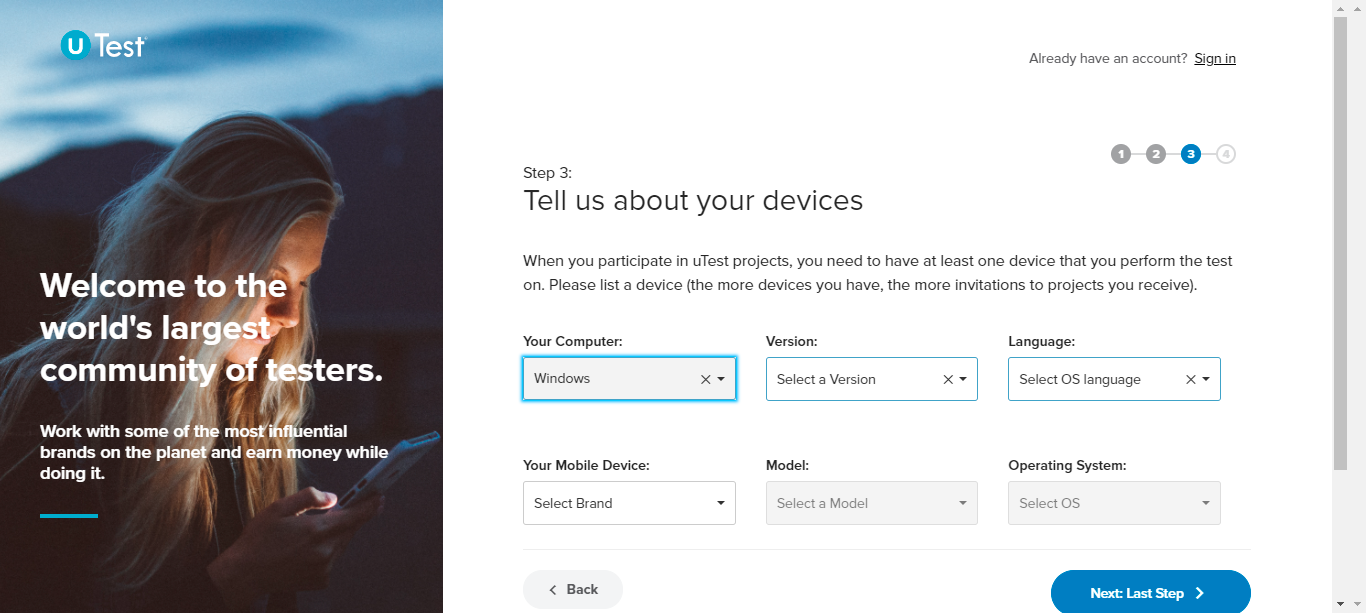 uTest
Already have an account? Sign in
1 2 3 4
Step 3:
Tell us about your devices
Welcome to the
world's largest
community of testers.
Work with some of the most influential
brands on the planet and earn money while
doing it.
When you participate in uTest projects, you need to have at least one device that you perform the test
on. Please list a device (the more devices you have, the more invitations to projects you receive).
Your Computer: Version: Language:
Windows Select a Version Select OS language
Your Mobile Device: Model: Operating System:
Select Brand Select a Model Select OS
Back Next: Last Step